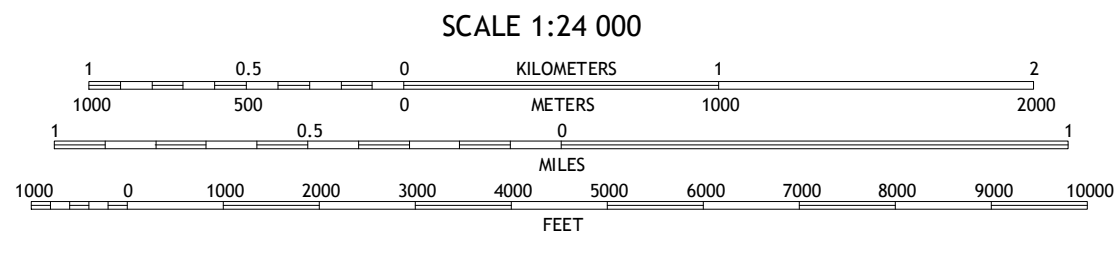 SCALE 1:24 000
1 0.5 0 KILOMETERS 1 2
1000 500 0 METERS 1000 2000
1 0.5 0 1
MILES
1000 0 1000 2000 3000 4000 5000 6000 7000 8000 9000 10000
FEET